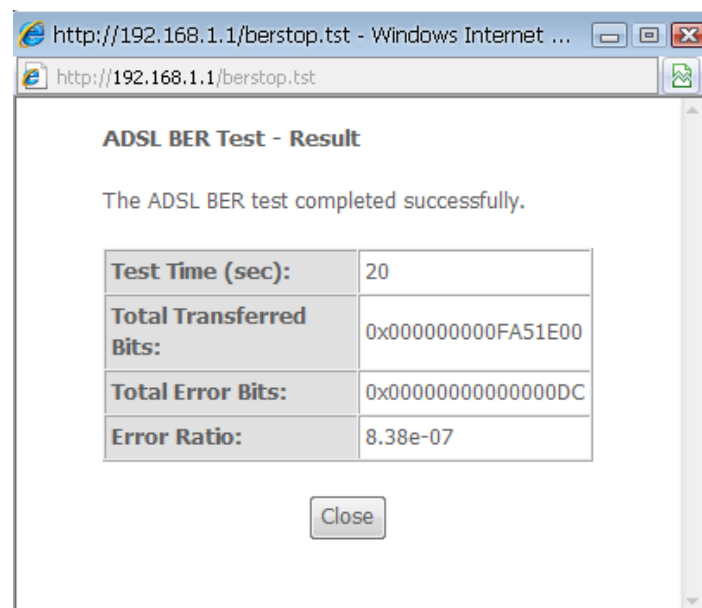 http://192.168.1.1/berstop.tst - Windows Internet ...
http://192.168.1.1/berstop.tst
ADSL BER Test - Result
The ADSL BER test completed successfully.
Test Time (sec): 20
Total Transferred
Bits: 0x000000000FA51E00
Total Error Bits: 0x00000000000000DC
Error Ratio: 8.38e-07
Close